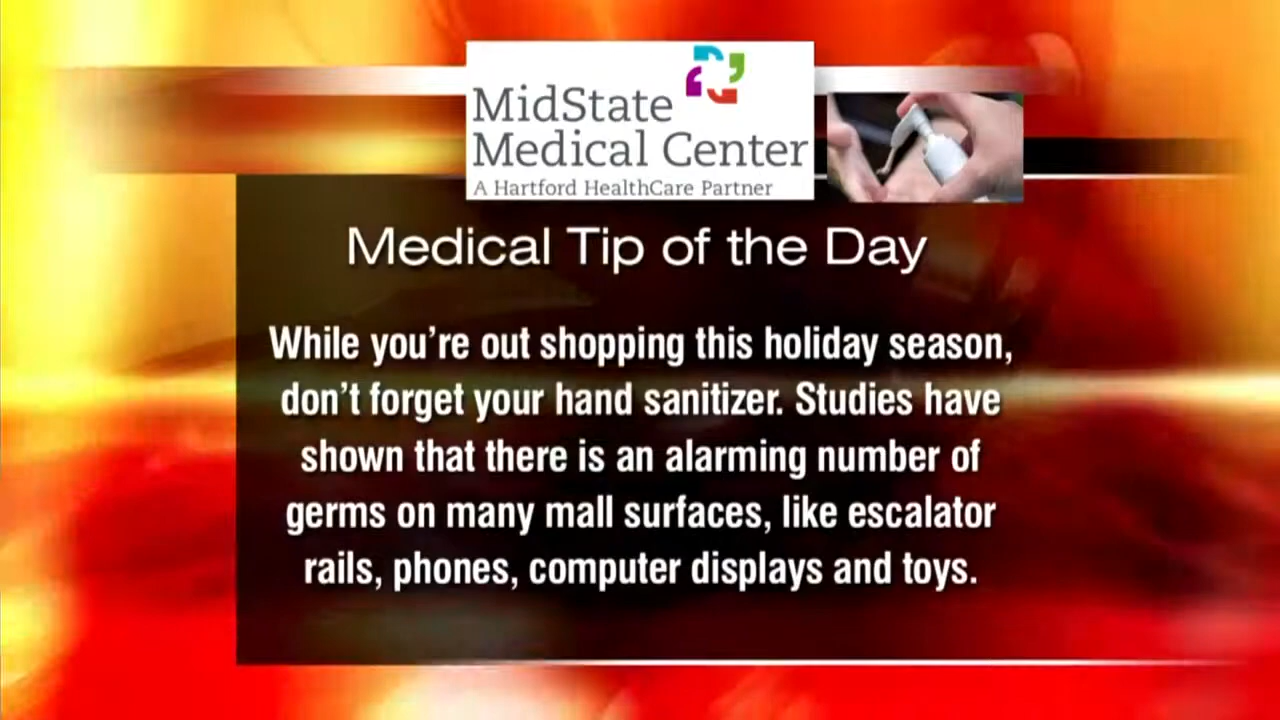 MidState
Medical Center
A Hartford HealthCare Partner
Medical Tip of the Day
While you're out shopping this holiday season,
don't forget your hand sanitizer. Studies have
shown that there is an alarming number of
germs on many mall surfaces, like escalator
rails, phones, computer displays and toys.